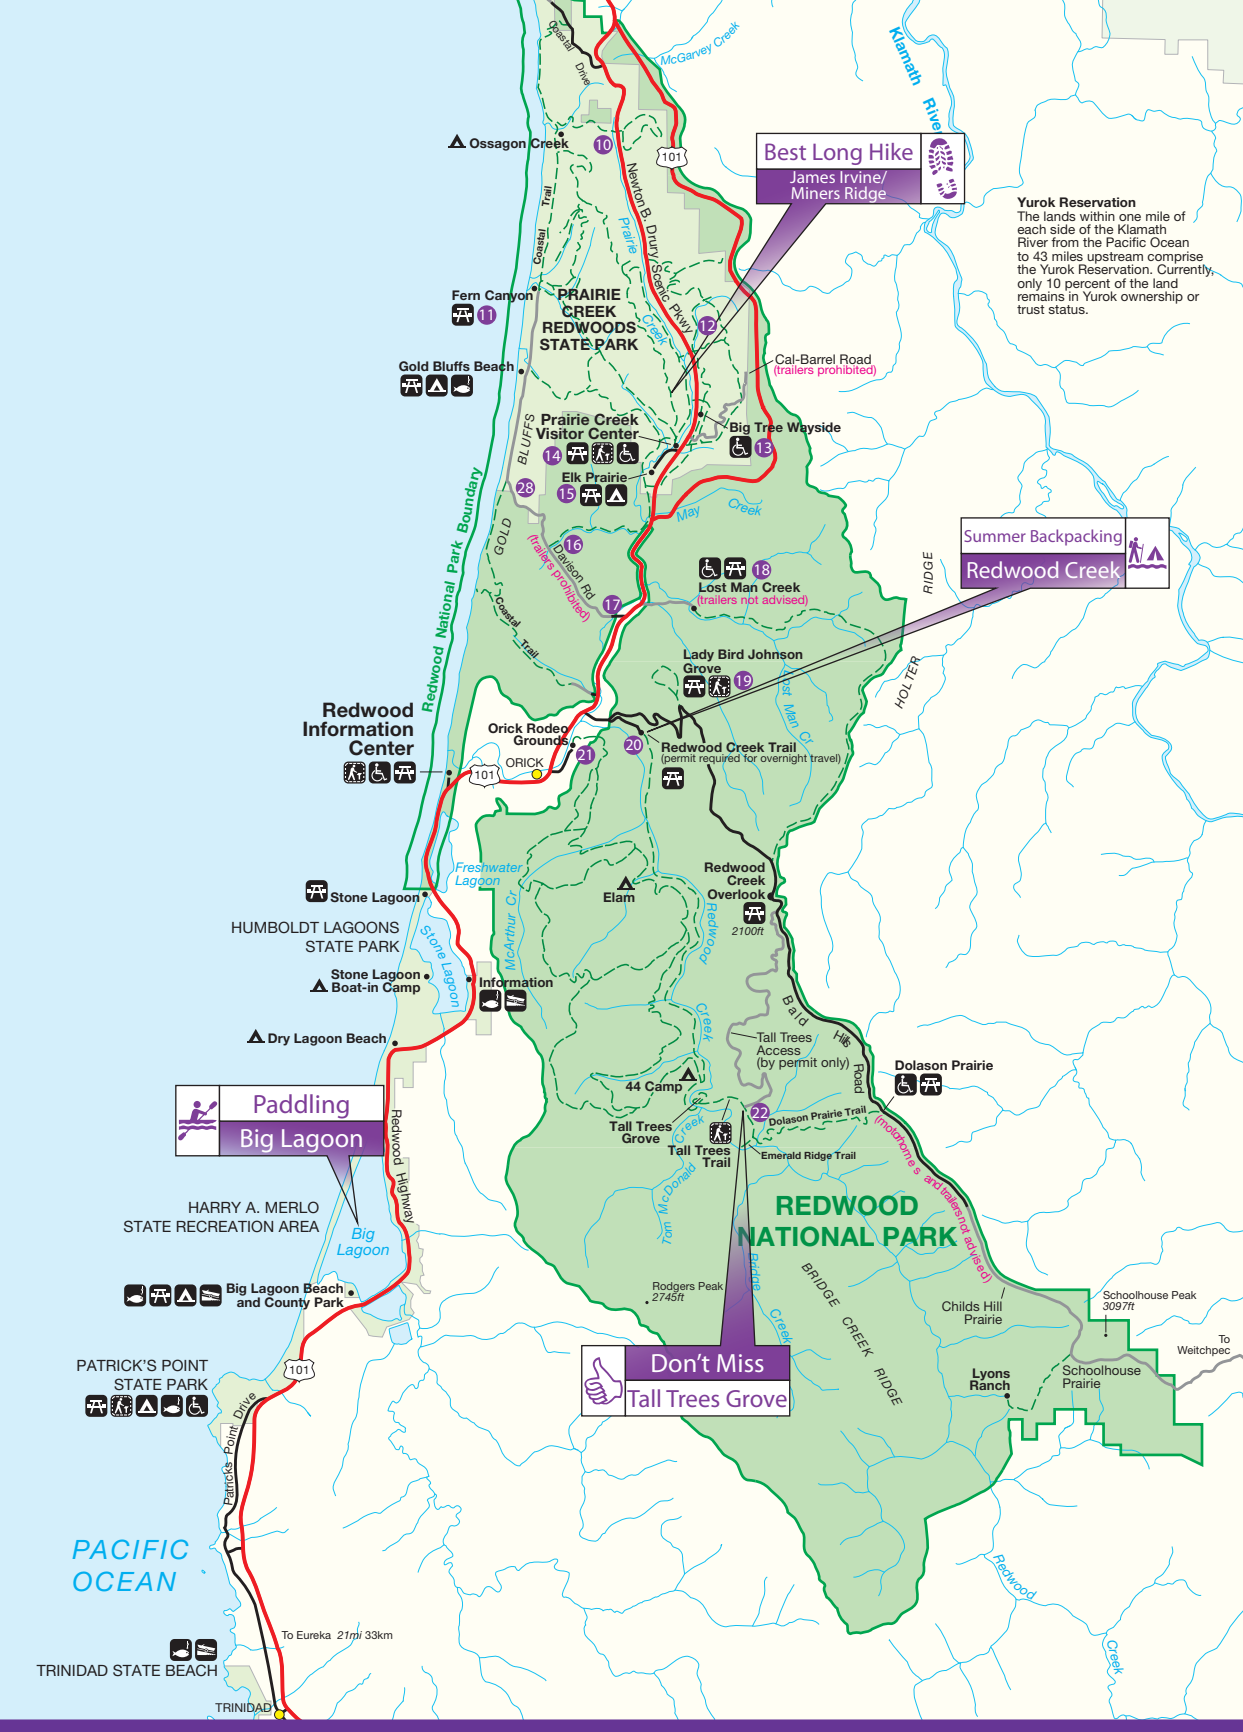 Coastal
Drive
McGarvey Creek
Klamath River
Ossagon Creek
10
101
Best Long Hike
James Irvine/
Miners Ridge
Yurok Reservation
The lands within one mile of
each side of the Klamath
River from the Pacific Ocean
to 43 miles upstream comprise
the Yurok Reservation. Currently,
only 10 percent of the land
remains in Yurok ownership or
trust status.
Newton B. Drury Scenic Pkwy
Coastal Trail
Prairie
Creek
Fern Canyon
11
PRAIRIE
CREEK
REDWOODS
STATE PARK
12
Cal-Barrel Road
(trailers prohibited)
Gold Bluffs Beach
Prairie Creek
Visitor Center
14
Big Tree Wayside
13
Elk Prairie
15
GOLD BLUFFS
28
May Creek
Redwood National Park Boundary
16
Davison Rd
(trailers prohibited)
Summer Backpacking
Redwood Creek
18
Lost Man Creek
(trailers not advised)
17
HOLTER RIDGE
Coastal Trail
Lady Bird Johnson
Grove
19
Lost Man Cr
Redwood
Information
Center
Orick Rodeo
Grounds
21
20
ORICK
101
Redwood Creek Trail
(permit required for overnight travel)
Freshwater
Lagoon
Redwood
Creek
Overlook
2100ft
Stone Lagoon
Elam
McArthur Cr
Redwood
Creek
HUMBOLDT LAGOONS
STATE PARK
Stone Lagoon
Stone Lagoon
Boat-in Camp
Information
Bald Hills Road
Dry Lagoon Beach
Tall Trees
Access
(by permit only)
Dolason Prairie
44 Camp
Paddling
Big Lagoon
Redwood Highway
22
Dolason Prairie Trail
Tall Trees
Grove
Creek
Tall Trees
Trail
Emerald Ridge Trail
(motorhomes and trailers not advised)
Tom McDonald
HARRY A. MERLO
STATE RECREATION AREA
Big
Lagoon
REDWOOD
NATIONAL PARK
Bridge
Creek
BRIDGE CREEK RIDGE
Big Lagoon Beach
and County Park
Rodgers Peak
2745ft
Childs Hill
Prairie
Schoolhouse Peak
3097ft
To
Weitchpec
Don't Miss
Tall Trees Grove
PATRICK'S POINT
STATE PARK
101
Lyons
Ranch
Schoolhouse
Prairie
Patricks Point Drive
PACIFIC
OCEAN
Redwood
Creek
To Eureka 21mi 33km
TRINIDAD STATE BEACH
TRINIDAD